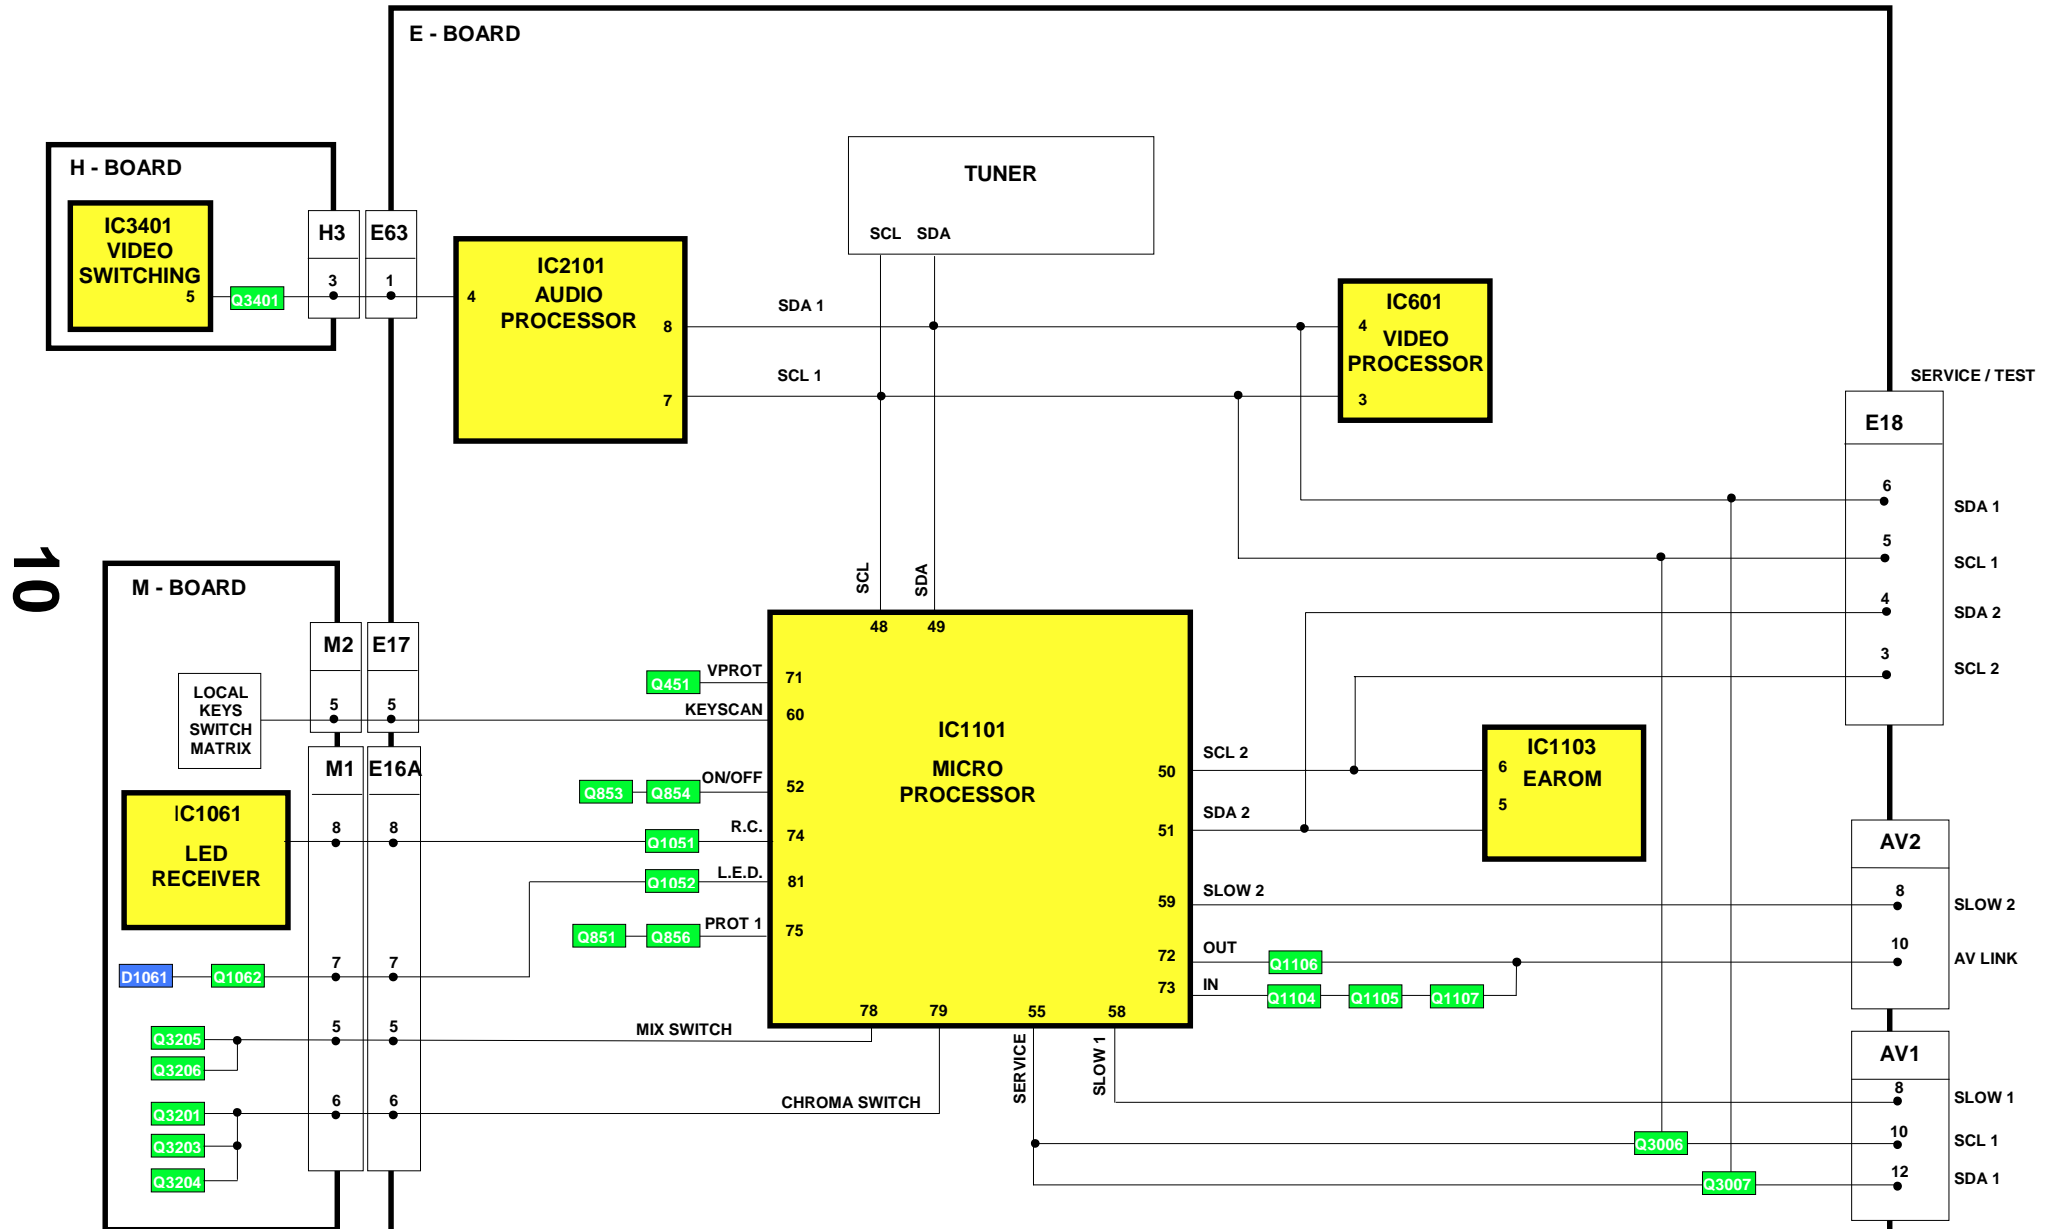 E - BOARD
H - BOARD
IC3401
VIDEO
SWITCHING
5
Q3401
H3
3
E63
1
IC2101
AUDIO
PROCESSOR
4
8
7
TUNER
SCL SDA
SDA 1
SCL 1
IC601
VIDEO
PROCESSOR
4
3
SERVICE / TEST
E18
6
SDA 1
5
SCL 1
4
SDA 2
3
SCL 2
10
M - BOARD
M2
5
E17
5
LOCAL
KEYS
SWITCH
MATRIX
M1
E16A
IC1061
LED
RECEIVER
8
8
D1061
Q1062
7
7
Q3205
Q3206
5
5
MIX SWITCH
Q3201
Q3203
Q3204
6
6
CHROMA SWITCH
SCL
SDA
48
49
Q451
VPROT
71
KEYSCAN
60
Q853
Q854
ON/OFF
52
Q1051
R.C.
74
Q1052
L.E.D.
81
Q851
Q856
PROT 1
75
IC1101
MICRO
PROCESSOR
50
SCL 2
51
SDA 2
59
SLOW 2
72
OUT
73
IN
78
79
55
58
SERVICE
SLOW 1
IC1103
EAROM
6
5
Q1106
Q1104
Q1105
Q1107
AV2
8
SLOW 2
10
AV LINK
AV1
8
SLOW 1
Q3006
10
SCL 1
Q3007
12
SDA 1